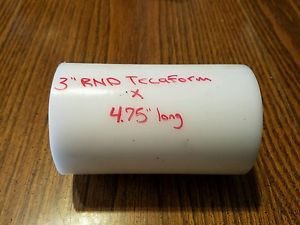 3" RND Tecaform
x
4.75" long